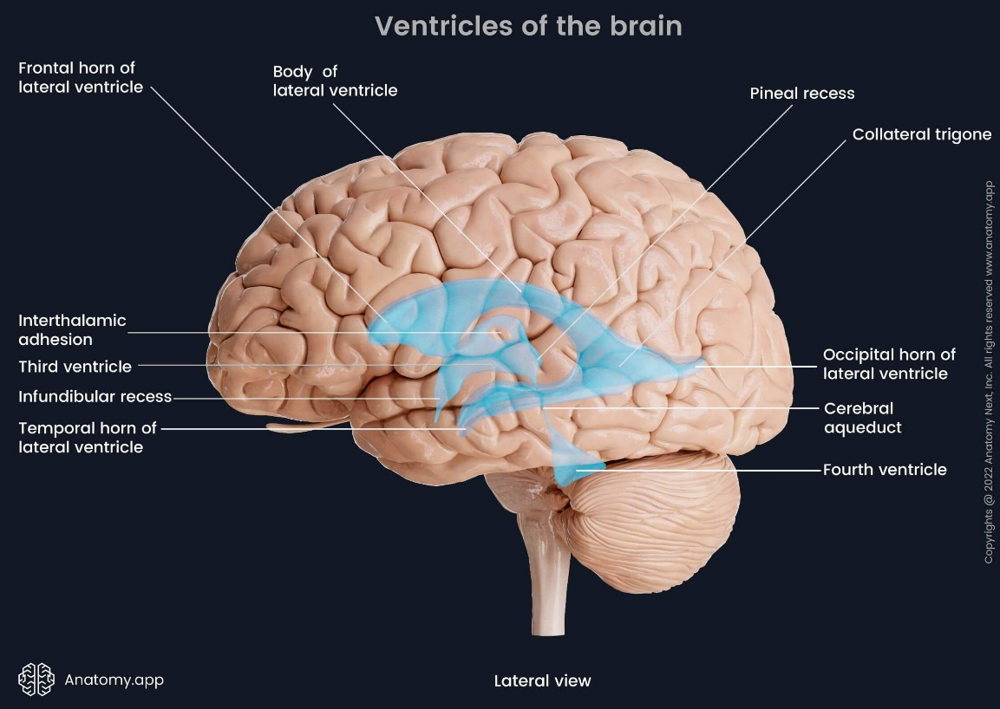 Ventricles of the brain
Frontal horn of
lateral ventricle
Body of
lateral ventricle
Pineal recess
Collateral trigone
Interthalamic
adhesion
Third ventricle
Infundibular recess
Temporal horn of
lateral ventricle
Occipital horn of
lateral ventricle
Cerebral
aqueduct
Fourth ventricle
Copyrights @ 2022 Anatomy Next, Inc. All rights reserved www.anatomy.app
Anatomy.app
Lateral view